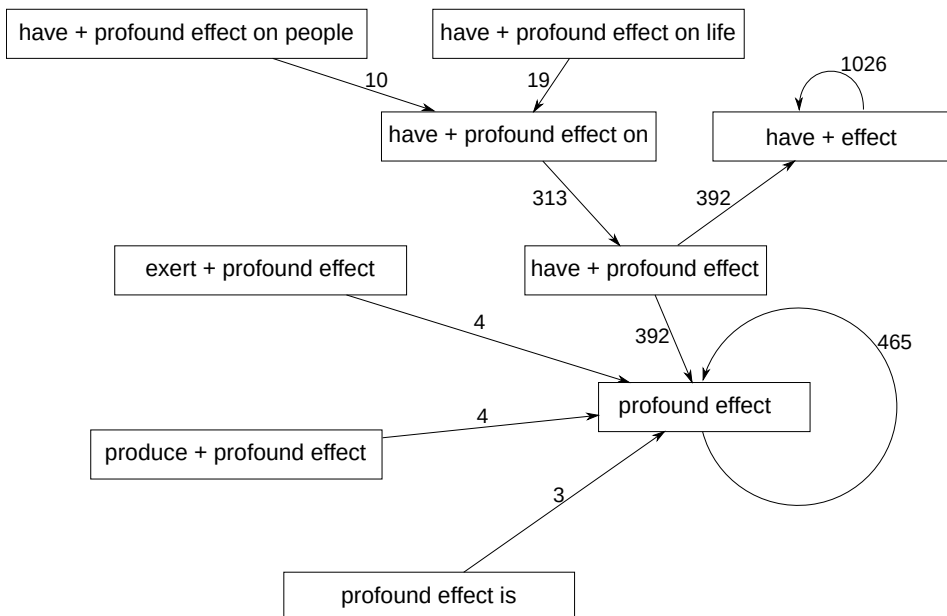 have + profound effect on people
have + profound effect on life
1026
10
19
have + profound effect on
have + effect
313
392
exert + profound effect
have + profound effect
4
392
465
profound effect
4
produce + profound effect
3
profound effect is